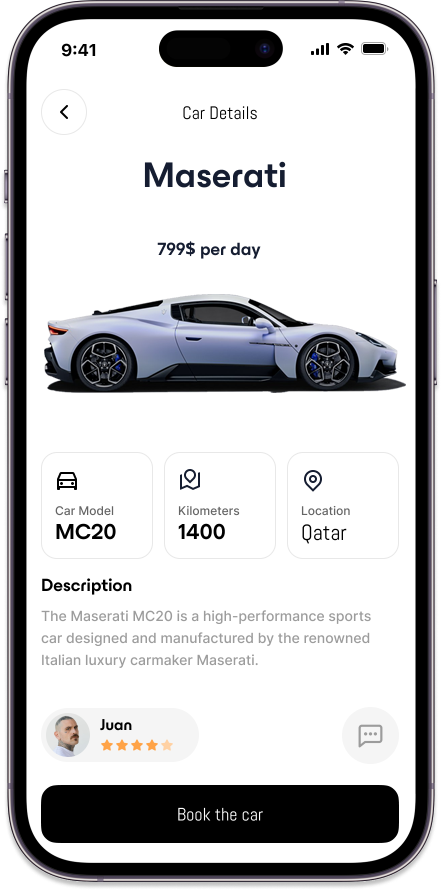 9:41
Car Details
Maserati
799$ per day
Car Model
MC20
Kilometers
1400
Location
Qatar
Description
The Maserati MC20 is a high-performance sports
car designed and manufactured by the renowned
Italian luxury carmaker Maserati.
Juan
Book the car